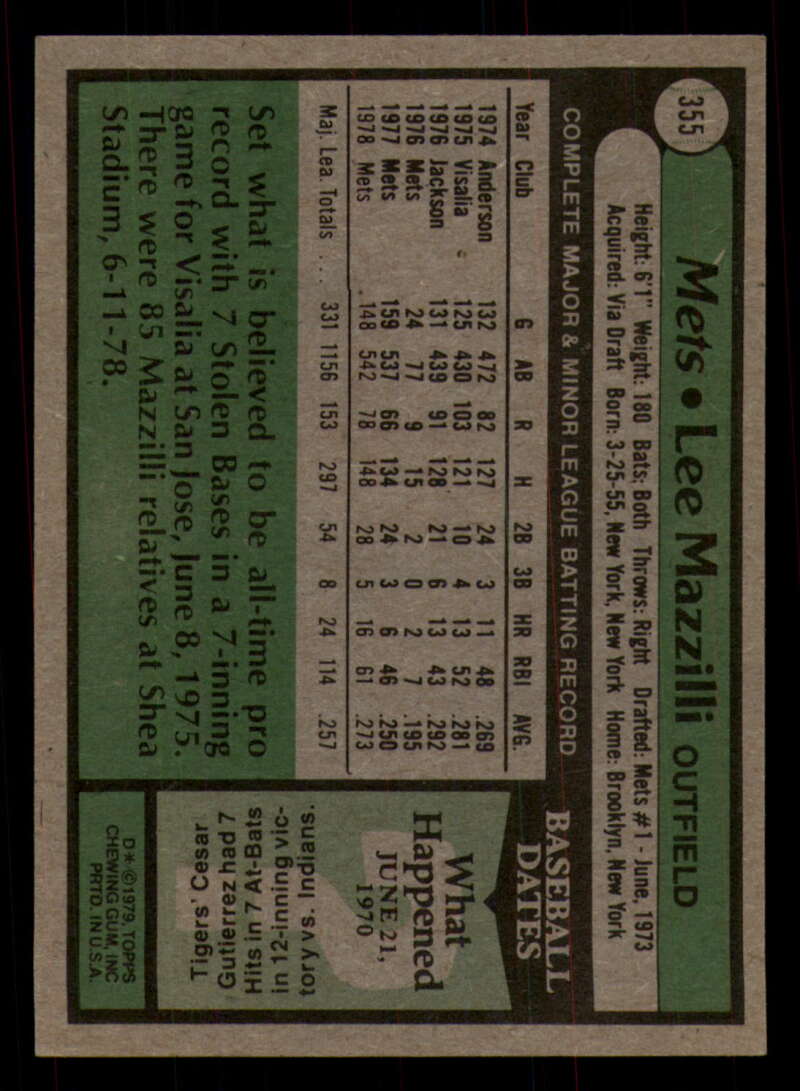 355
Mets • Lee Mazzilli OUTFIELD
Height: 6'1" Weight: 180 Bats: Both Throws: Right Drafted: Mets #1 - June, 1973
Acquired: Via Draft Born: 3-25-55, New York, New York Home: Brooklyn, New York
COMPLETE MAJOR & MINOR LEAGUE BATTING RECORD
Year Club G AB R H 2B 3B HR RBI AVG.
1974 Anderson 132 472 82 127 24 3 11 48 .269
1975 Visalia 125 430 103 121 10 4 13 52 .281
1976 Jackson 131 439 91 128 21 6 13 43 .292
1976 Mets 24 77 9 15 2 0 2 7 .195
1977 Mets 159 537 66 134 24 3 6 46 .250
1978 Mets 148 542 78 148 28 5 16 61 .273
Maj. Lea. Totals ... 331 1156 153 297 54 8 24 114 .257
Set what is believed to be all-time pro
record with 7 Stolen Bases in a 7-inning
game for Visalia at San Jose, June 8, 1975.
There were 85 Mazzilli relatives at Shea
Stadium, 6-11-78.
BASEBALL
DATES
What
Happened
JUNE 21,
1970
Tigers' Cesar
Gutierrez had 7
Hits in 7 At-Bats
in 12-inning vic-
tory vs. Indians.
D* © 1979, TOPPS
CHEWING GUM, INC
PRTD. IN U.S.A.